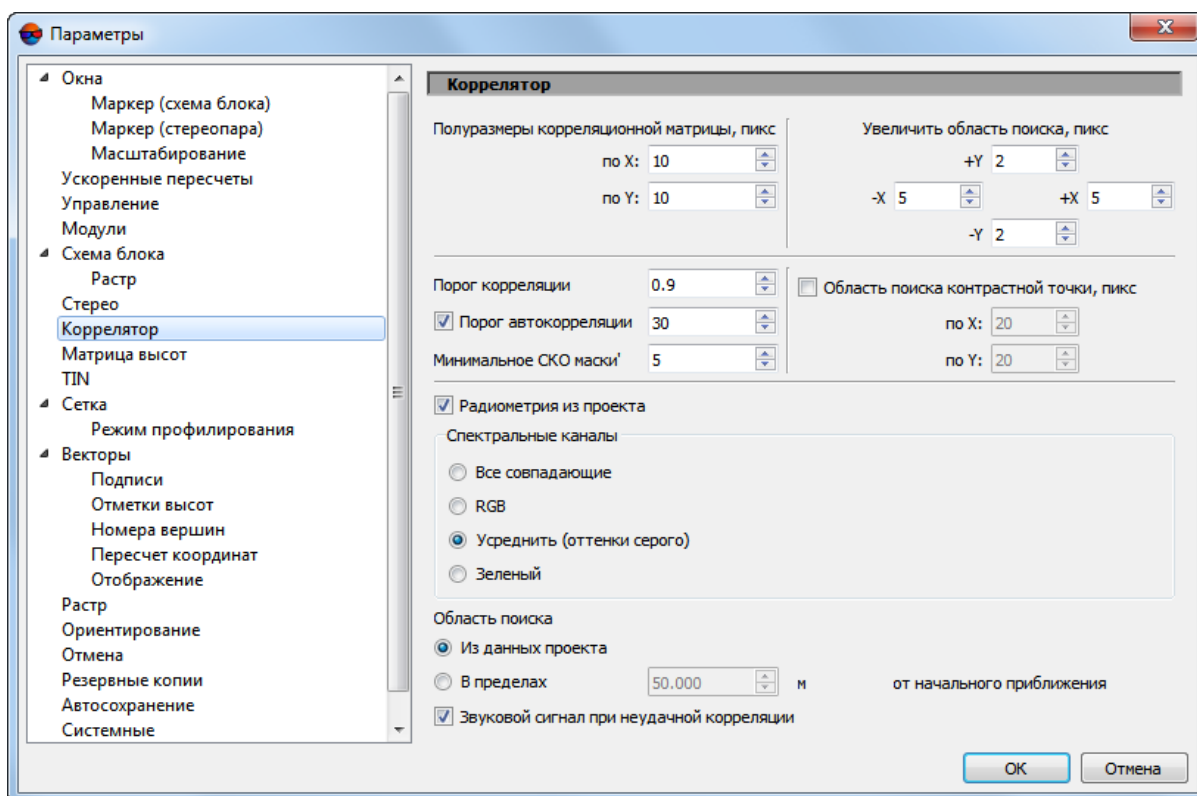 Параметры
Окна
Маркер (схема блока)
Маркер (стереопара)
Масштабирование
Ускоренные пересчеты
Управление
Модули
Схема блока
Растр
Стерео
Коррелятор
Матрица высот
TIN
Сетка
Режим профилирования
Векторы
Подписи
Отметки высот
Номера вершин
Пересчет координат
Отображение
Растр
Ориентирование
Отмена
Резервные копии
Автосохранение
Системные
Коррелятор
Полуразмеры корреляционной матрицы, пикс
по X: 10
по Y: 10
Увеличить область поиска, пикс
+Y 2
-X 5 +X 5
-Y 2
Порог корреляции 0.9
Порог автокорреляции 30
Минимальное СКО маски' 5
Область поиска контрастной точки, пикс
по X: 20
по Y: 20
Радиометрия из проекта
Спектральные каналы
Все совпадающие
RGB
Усреднить (оттенки серого)
Зеленый
Область поиска
Из данных проекта
В пределах 50.000 м от начального приближения
Звуковой сигнал при неудачной корреляции
OK Отмена